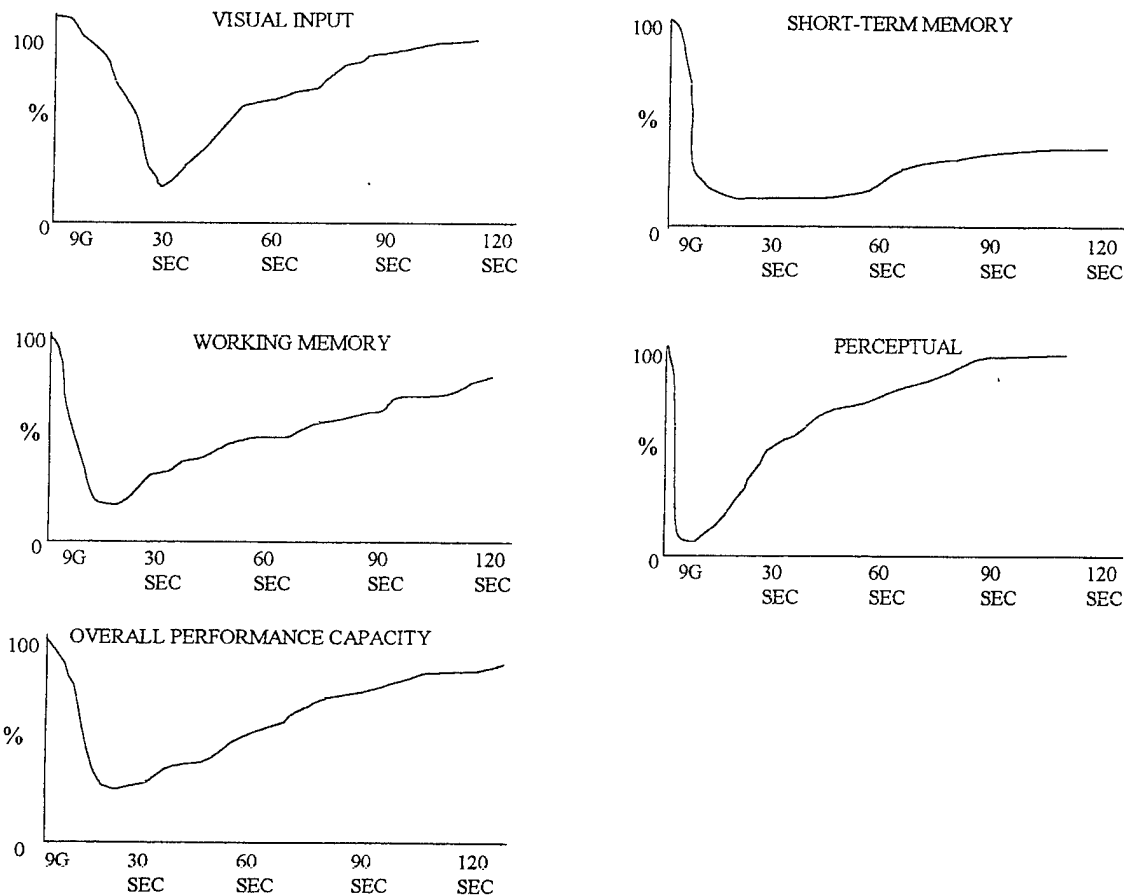 VISUAL INPUT
100
%
0
9G 30 60 90 120
SEC SEC SEC SEC
SHORT-TERM MEMORY
100
%
0
9G 30 60 90 120
SEC SEC SEC SEC
WORKING MEMORY
100
%
0
9G 30 60 90 120
SEC SEC SEC SEC
PERCEPTUAL
100
%
0
9G 30 60 90 120
SEC SEC SEC SEC
OVERALL PERFORMANCE CAPACITY
100
%
0
9G 30 60 90 120
SEC SEC SEC SEC